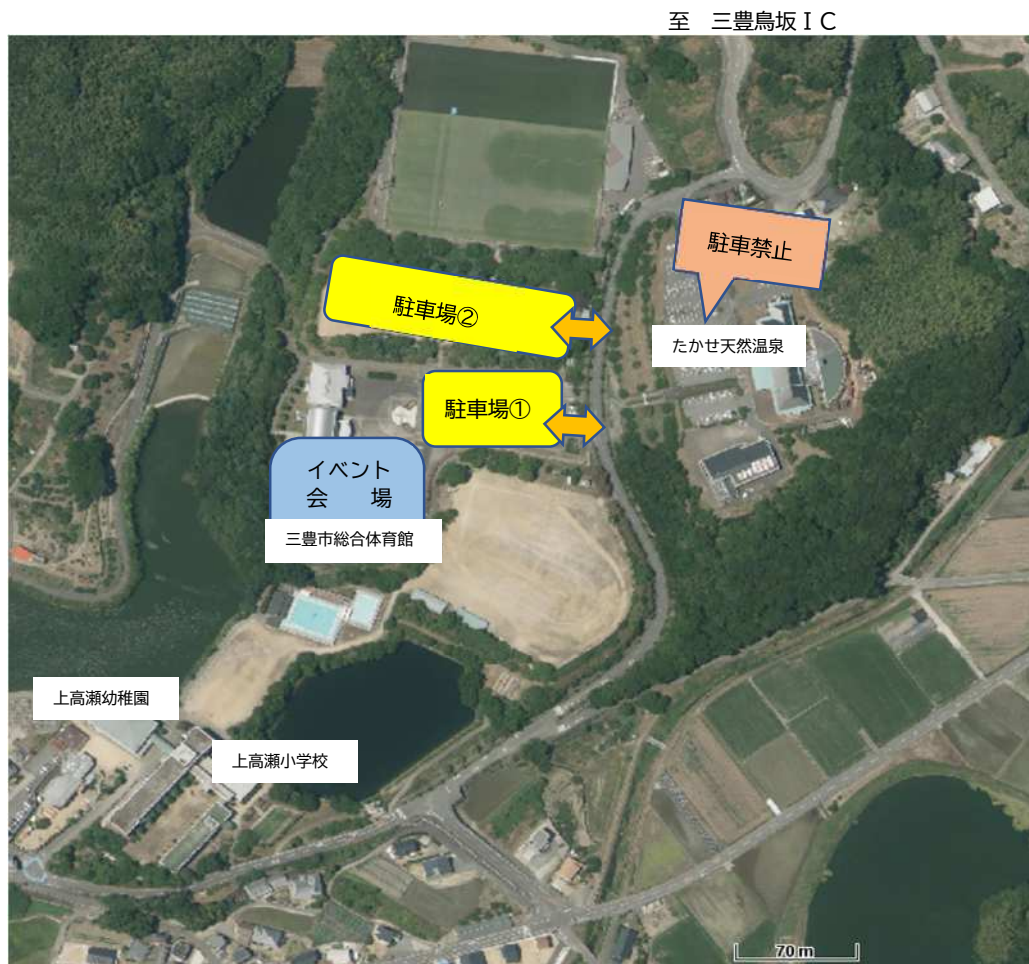 至　三豊鳥坂ＩＣ
駐車禁止
駐車場②
たかせ天然温泉
駐車場①
イベント
会　　場
三豊市総合体育館
上高瀬幼稚園
上高瀬小学校
70 m